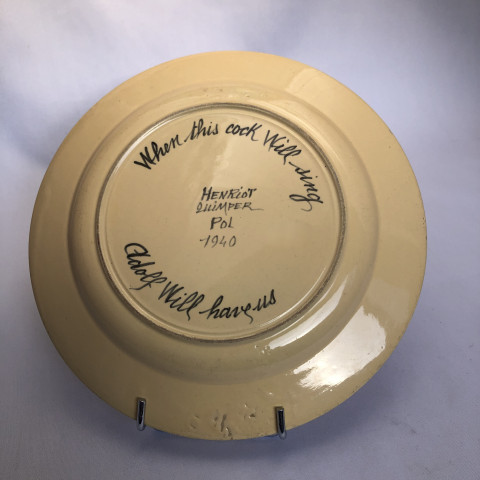 When this cock Will sing
HENRIOT
QUIMPER
POL
1940
Adolf Will have us